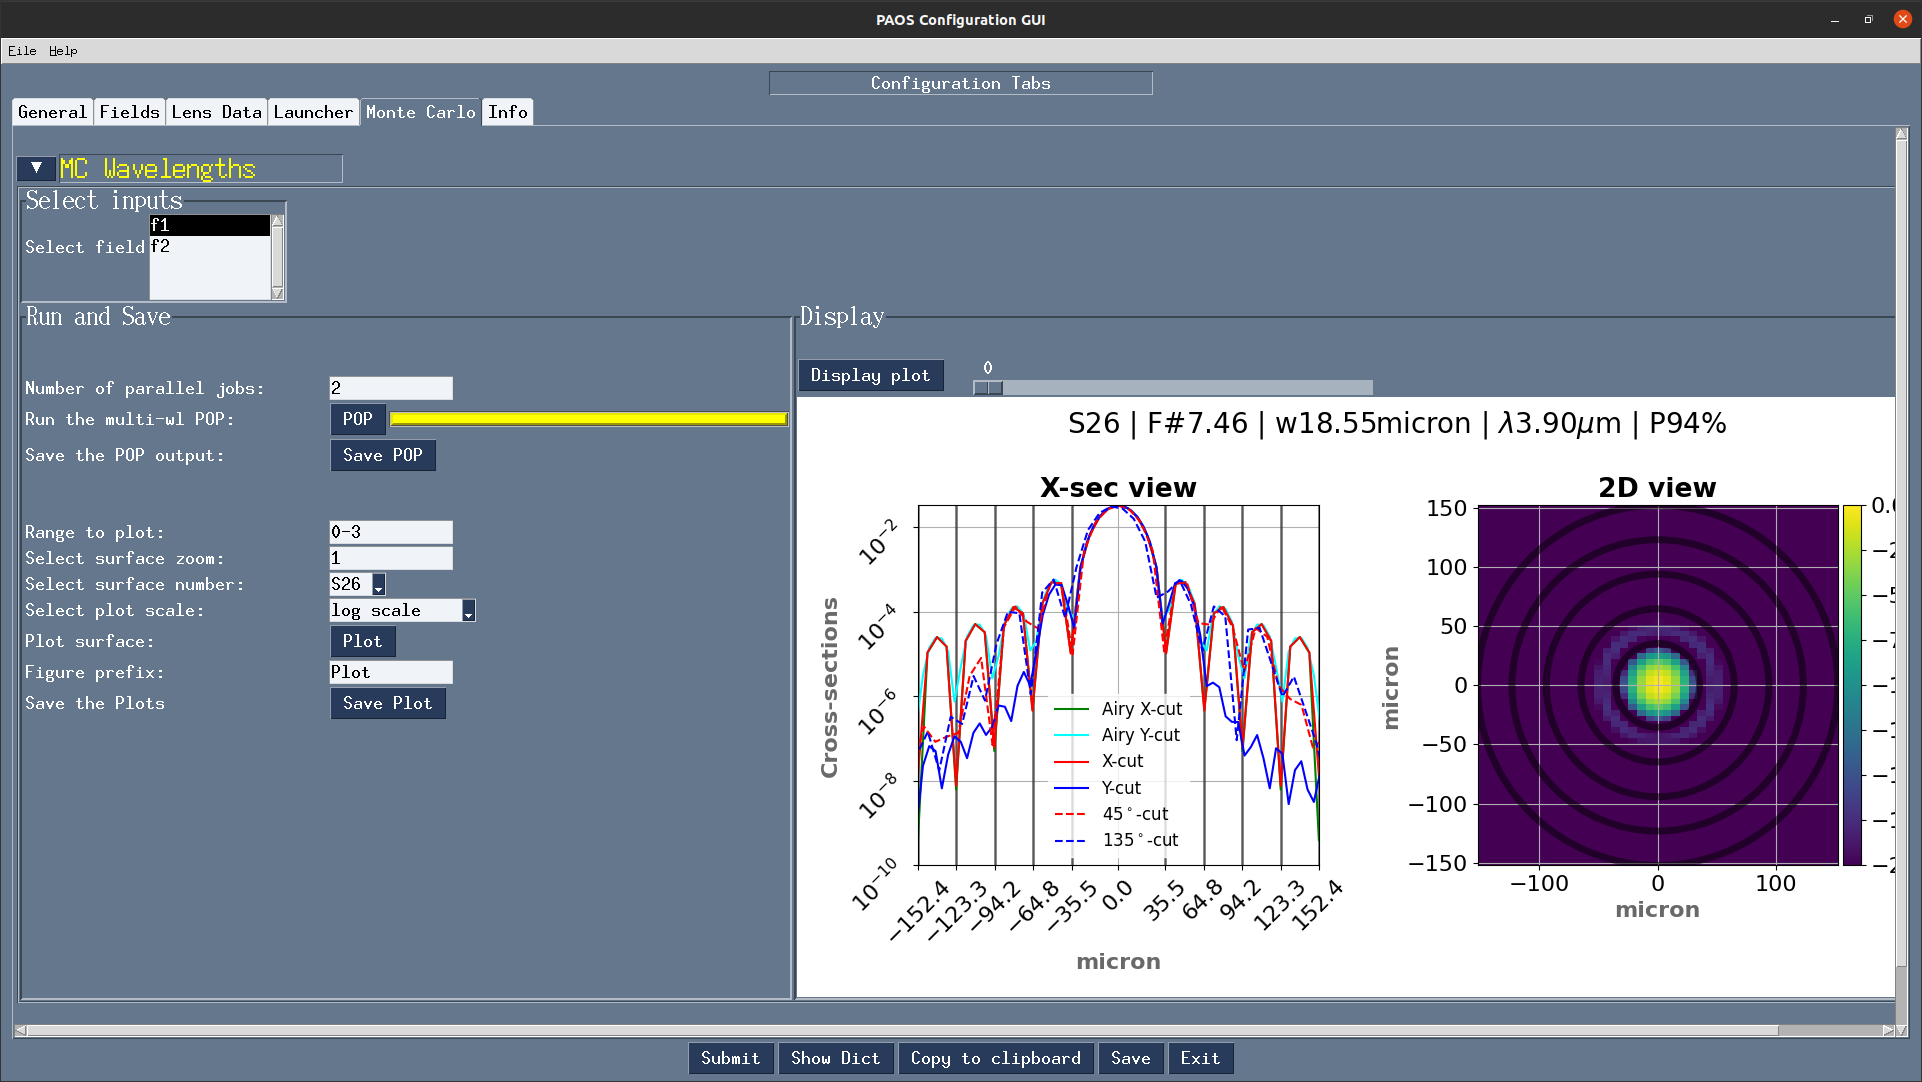 PAOS Configuration GUI
Eile Help
Configuration Tabs
General Fields Lens Data Launcher Monte Carlo Info
▼ MC Wavelengths
Select inputs
Select field
f1
f2
Run and Save
Number of parallel jobs: 2
Run the multi-wl POP: POP
Save the POP output: Save POP
Range to plot: 0-3
Select surface zoom: 1
Select surface number: S26
Select plot scale: log scale
Plot surface: Plot
Figure prefix: Plot
Save the Plots Save Plot
Display
Display plot 0
S26 | F#7.46 | w18.55micron | λ3.90μm | P94%
X-sec view
Cross-sections
10⁻²
10⁻⁴
10⁻⁶
10⁻⁸
10⁻¹⁰
Airy X-cut
Airy Y-cut
X-cut
Y-cut
45°-cut
135°-cut
−152.4 −123.3 −94.2 −64.8 −35.5 0.0 35.5 64.8 94.2 123.3 152.4
micron
2D view
micron
150
100
50
0
−50
−100
−150
−100 0 100
micron
Submit Show Dict Copy to clipboard Save Exit